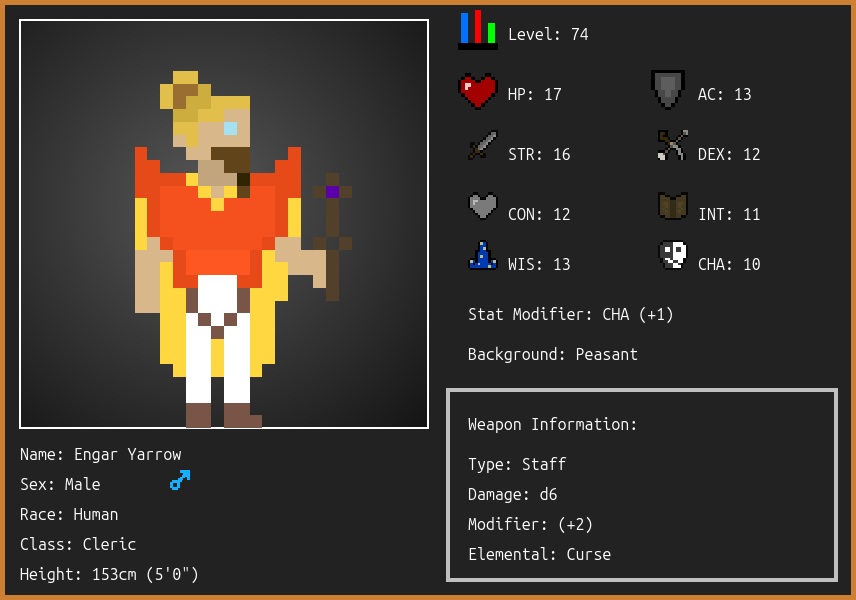 Level: 74
HP: 17
AC: 13
STR: 16
DEX: 12
CON: 12
INT: 11
WIS: 13
CHA: 10
Stat Modifier: CHA (+1)
Background: Peasant
Weapon Information:
Type: Staff
Damage: d6
Modifier: (+2)
Elemental: Curse
Name: Engar Yarrow
Sex: Male
Race: Human
Class: Cleric
Height: 153cm (5'0")